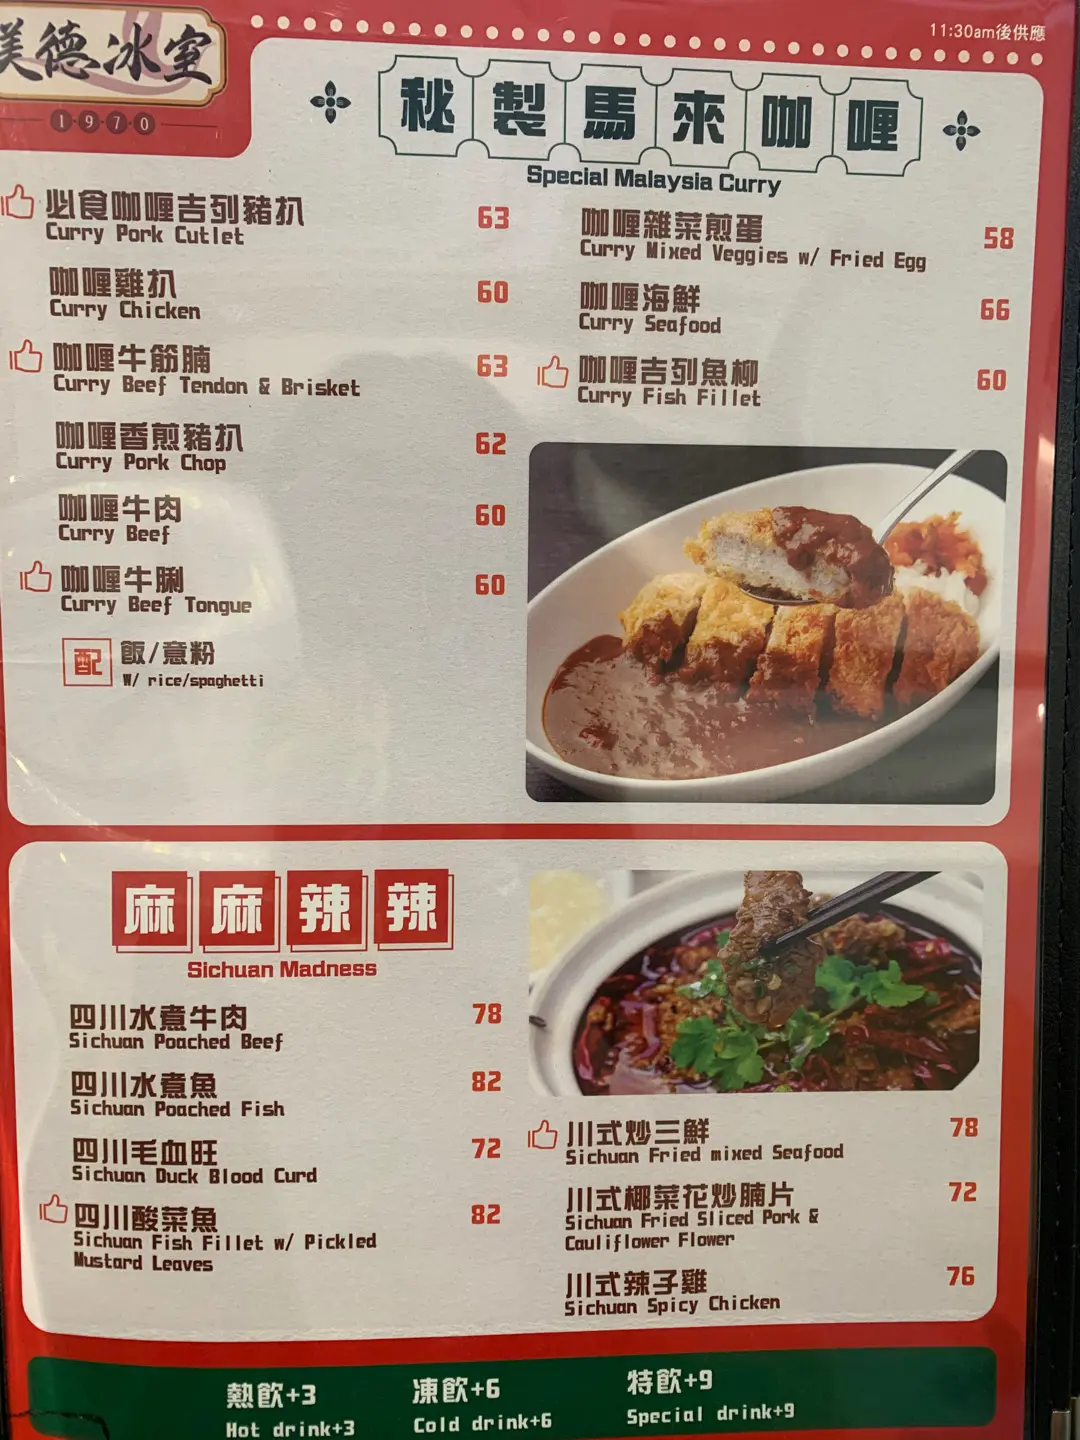 美德冰室
1970
11:30am後供應
秘製馬來咖喱
Special Malaysia Curry
必食咖喱吉列豬扒 63
Curry Pork Cutlet
咖喱雞扒 60
Curry Chicken
咖喱牛筋腩 63
Curry Beef Tendon & Brisket
咖喱香煎豬扒 62
Curry Pork Chop
咖喱牛肉 60
Curry Beef
咖喱牛脷 60
Curry Beef Tongue
配 飯/意粉
W/ rice/spaghetti
咖喱雜菜煎蛋 58
Curry Mixed Veggies w/ Fried Egg
咖喱海鮮 66
Curry Seafood
咖喱吉列魚柳 60
Curry Fish Fillet
麻麻辣辣
Sichuan Madness
四川水煮牛肉 78
Sichuan Poached Beef
四川水煮魚 82
Sichuan Poached Fish
四川毛血旺 72
Sichuan Duck Blood Curd
四川酸菜魚 82
Sichuan Fish Fillet w/ Pickled
Mustard Leaves
川式炒三鮮 78
Sichuan Fried mixed Seafood
川式椰菜花炒腩片 72
Sichuan Fried Sliced Pork &
Cauliflower Flower
川式辣子雞 76
Sichuan Spicy Chicken
熱飲+3 凍飲+6 特飲+9
Hot drink+3 Cold drink+6 Special drink+9